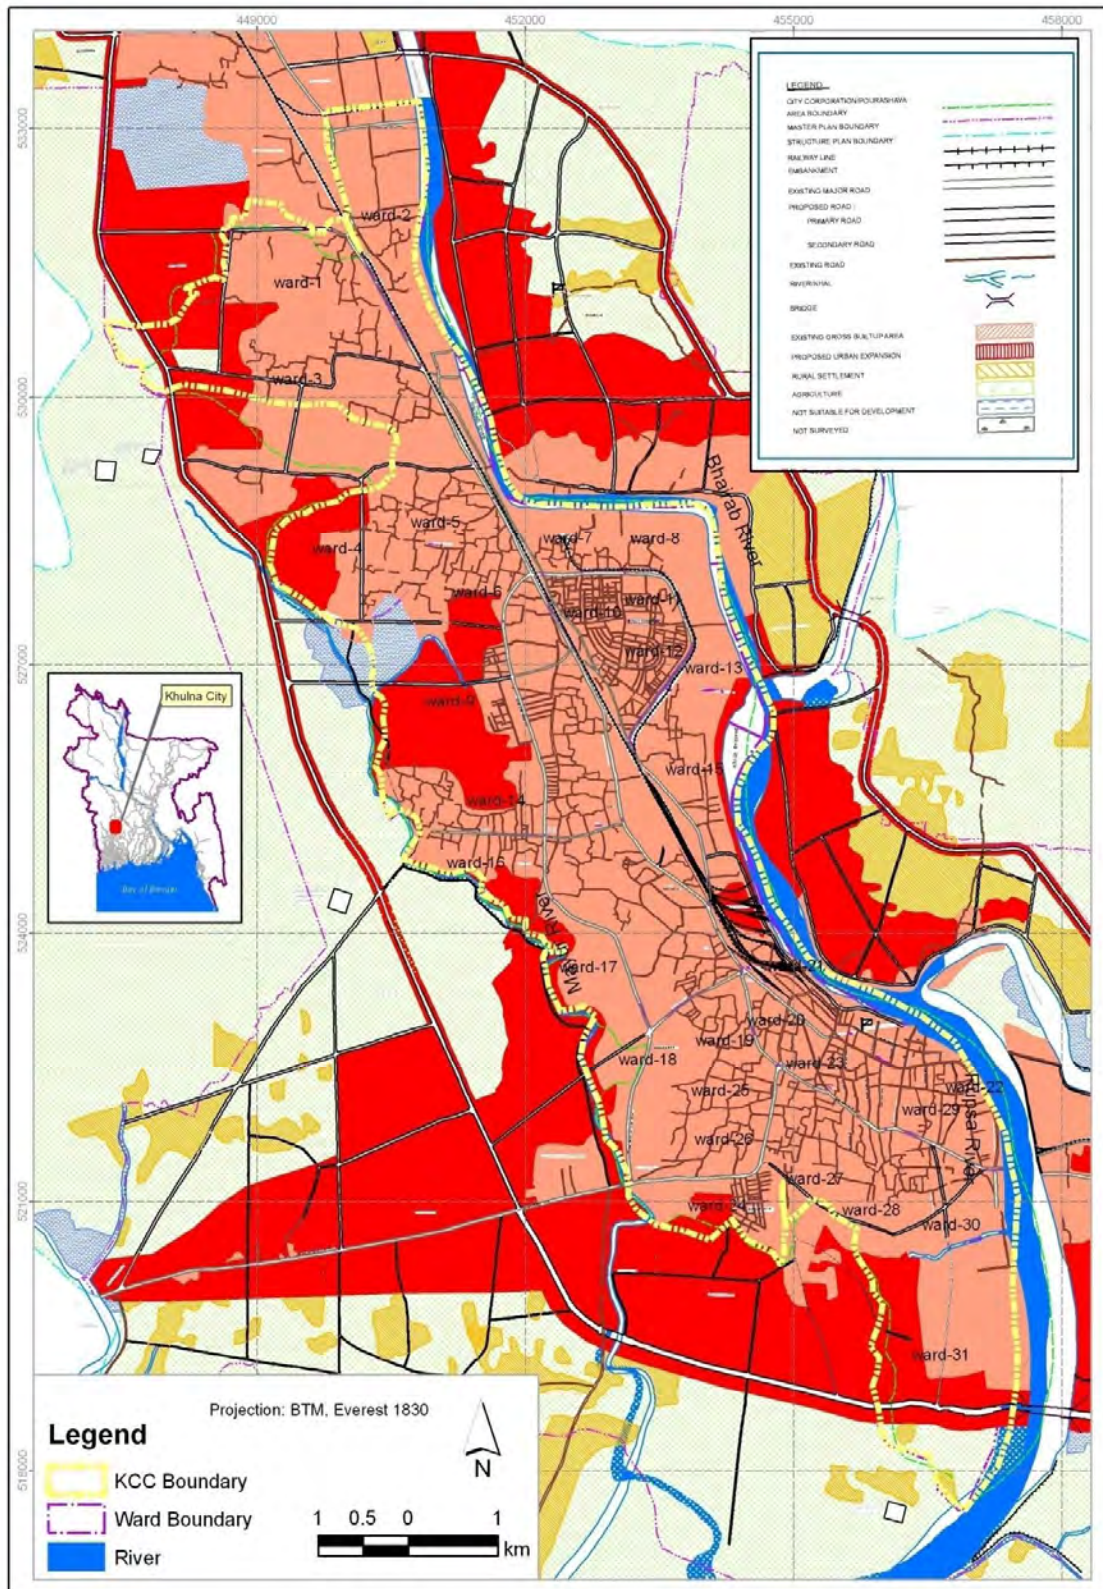 449000 452000 455000 458000
533000
530000
527000
524000
521000
518000
LEGEND
CITY CORPORATION/POURASHAVA
AREA BOUNDARY
MASTER PLAN BOUNDARY
STRUCTURE PLAN BOUNDARY
RAILWAY LINE
EMBANKMENT
EXISTING MAJOR ROAD
PROPOSED ROAD :
PRIMARY ROAD
SECONDARY ROAD
EXISTING ROAD
RIVER/KHAL
BRIDGE
EXISTING GROSS BUILTUP AREA
PROPOSED URBAN EXPANSION
RURAL SETTLEMENT
AGRICULTURE
NOT SUITABLE FOR DEVELOPMENT
NOT SURVEYED
ward-2
ward-1
ward-3
Bhairab River
ward-5
ward-7
ward-8
ward-4
ward-6
ward-11
ward-10
ward-12
ward-13
ward-9
Khulna City
Bay of Bengal
ward-15
ward-14
ward-16
ward-17
ward-21
ward-20
ward-19
ward-18
ward-23
ward-25
ward-22
ward-29
Rupsa River
ward-26
ward-27
ward-24
ward-28
ward-30
ward-31
Projection: BTM, Everest 1830
Legend
KCC Boundary
Ward Boundary
River
N
1 0.5 0 1
km